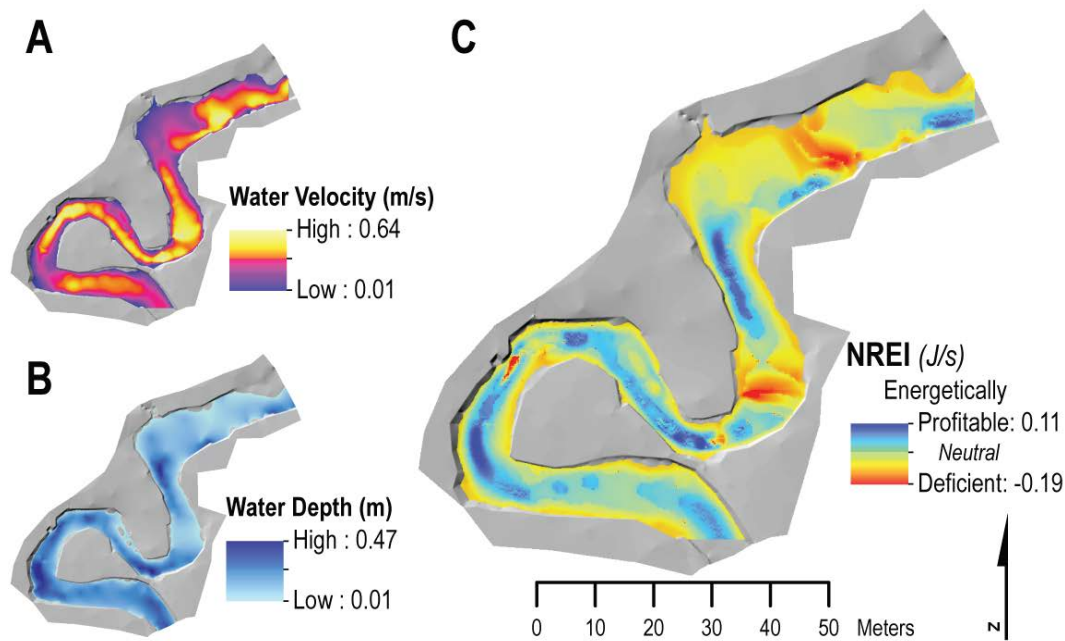 A
Water Velocity (m/s)
High : 0.64
Low : 0.01
B
Water Depth (m)
High : 0.47
Low : 0.01
C
NREI (J/s)
Energetically
Profitable: 0.11
Neutral
Deficient: -0.19
0 10 20 30 40 50 Meters
N